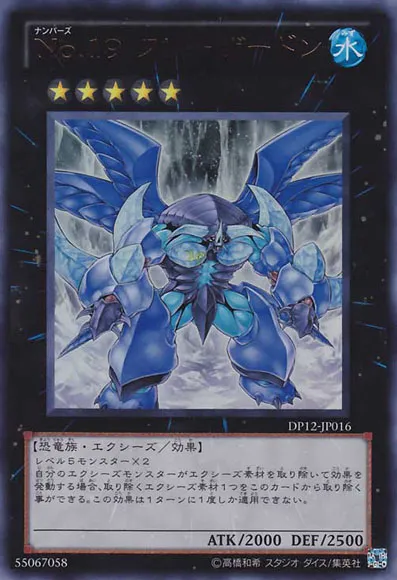 ナンバーズ
No.19 フリーザードン
水
DP12-JP016
【恐竜族・エクシーズ／効果】
レベル５モンスター×２
自分のエクシーズモンスターがエクシーズ素材を取り除いて効果を
発動する場合、取り除くエクシーズ素材１つをこのカードから取り除く
事ができる。この効果は１ターンに１度しか適用できない。
ATK/2000 DEF/2500
55067058
©高橋和希 スタジオ・ダイス/集英社